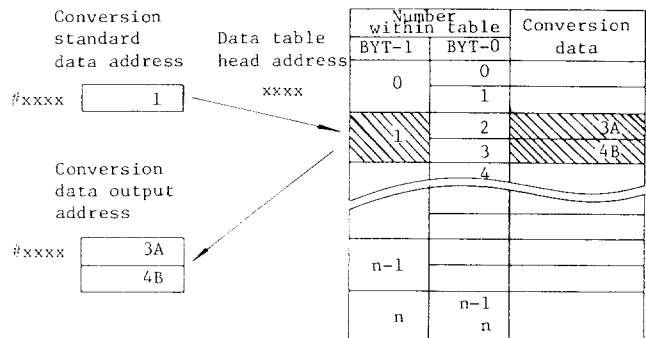 Conversion
standard
data address
#xxxx
1
Data table
head address
xxxx
Conversion
data output
address
#xxxx
3A
4B
Number
within table
Conversion
data
BYT-1
BYT-0
0
0
1
1
2
3A
3
4B
4
n-1
n
n-1
n